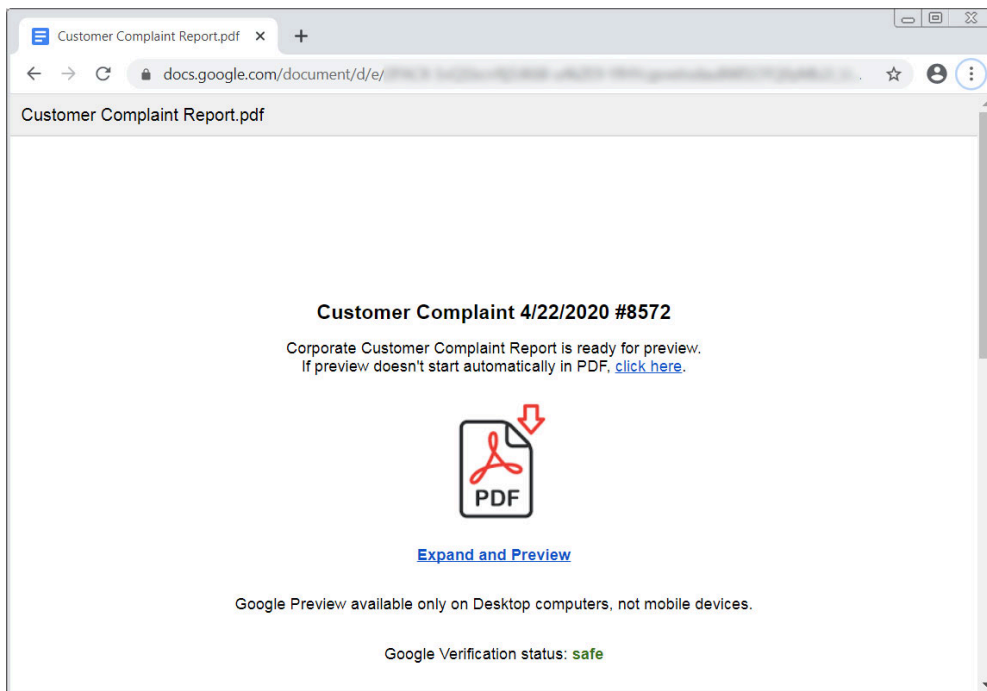 Customer Complaint Report.pdf
docs.google.com/document/d/e/
Customer Complaint Report.pdf
Customer Complaint 4/22/2020 #8572
Corporate Customer Complaint Report is ready for preview.
If preview doesn't start automatically in PDF, click here.
PDF
Expand and Preview
Google Preview available only on Desktop computers, not mobile devices.
Google Verification status: safe